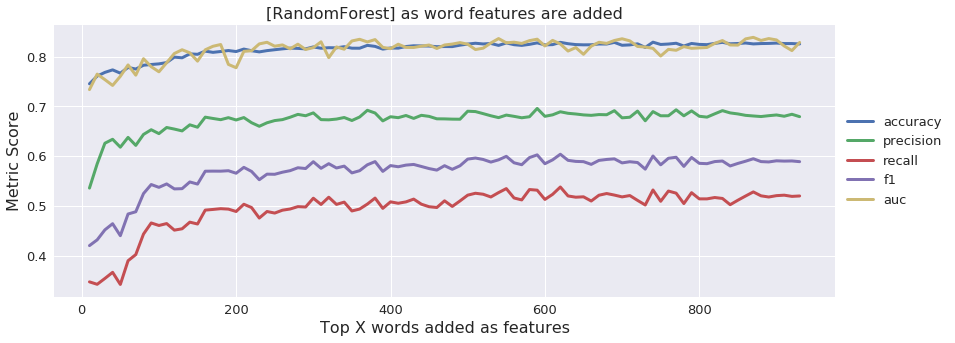 [RandomForest] as word features are added
Metric Score
0.8
0.7
0.6
0.5
0.4
0 200 400 600 800
Top X words added as features
accuracy
precision
recall
f1
auc